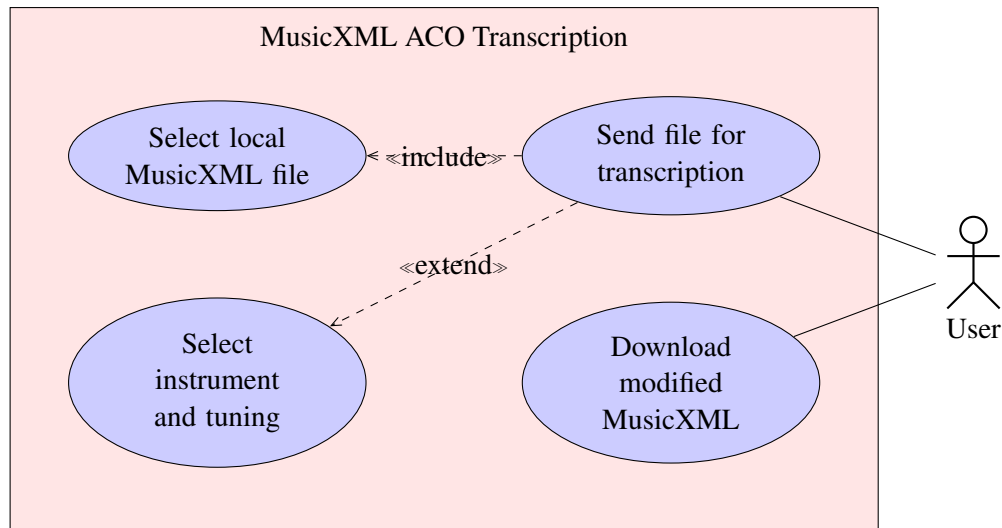 MusicXML ACO Transcription
Select local
MusicXML file
≪include≫
Send file for
transcription
≪extend≫
User
Select
instrument
and tuning
Download
modified
MusicXML